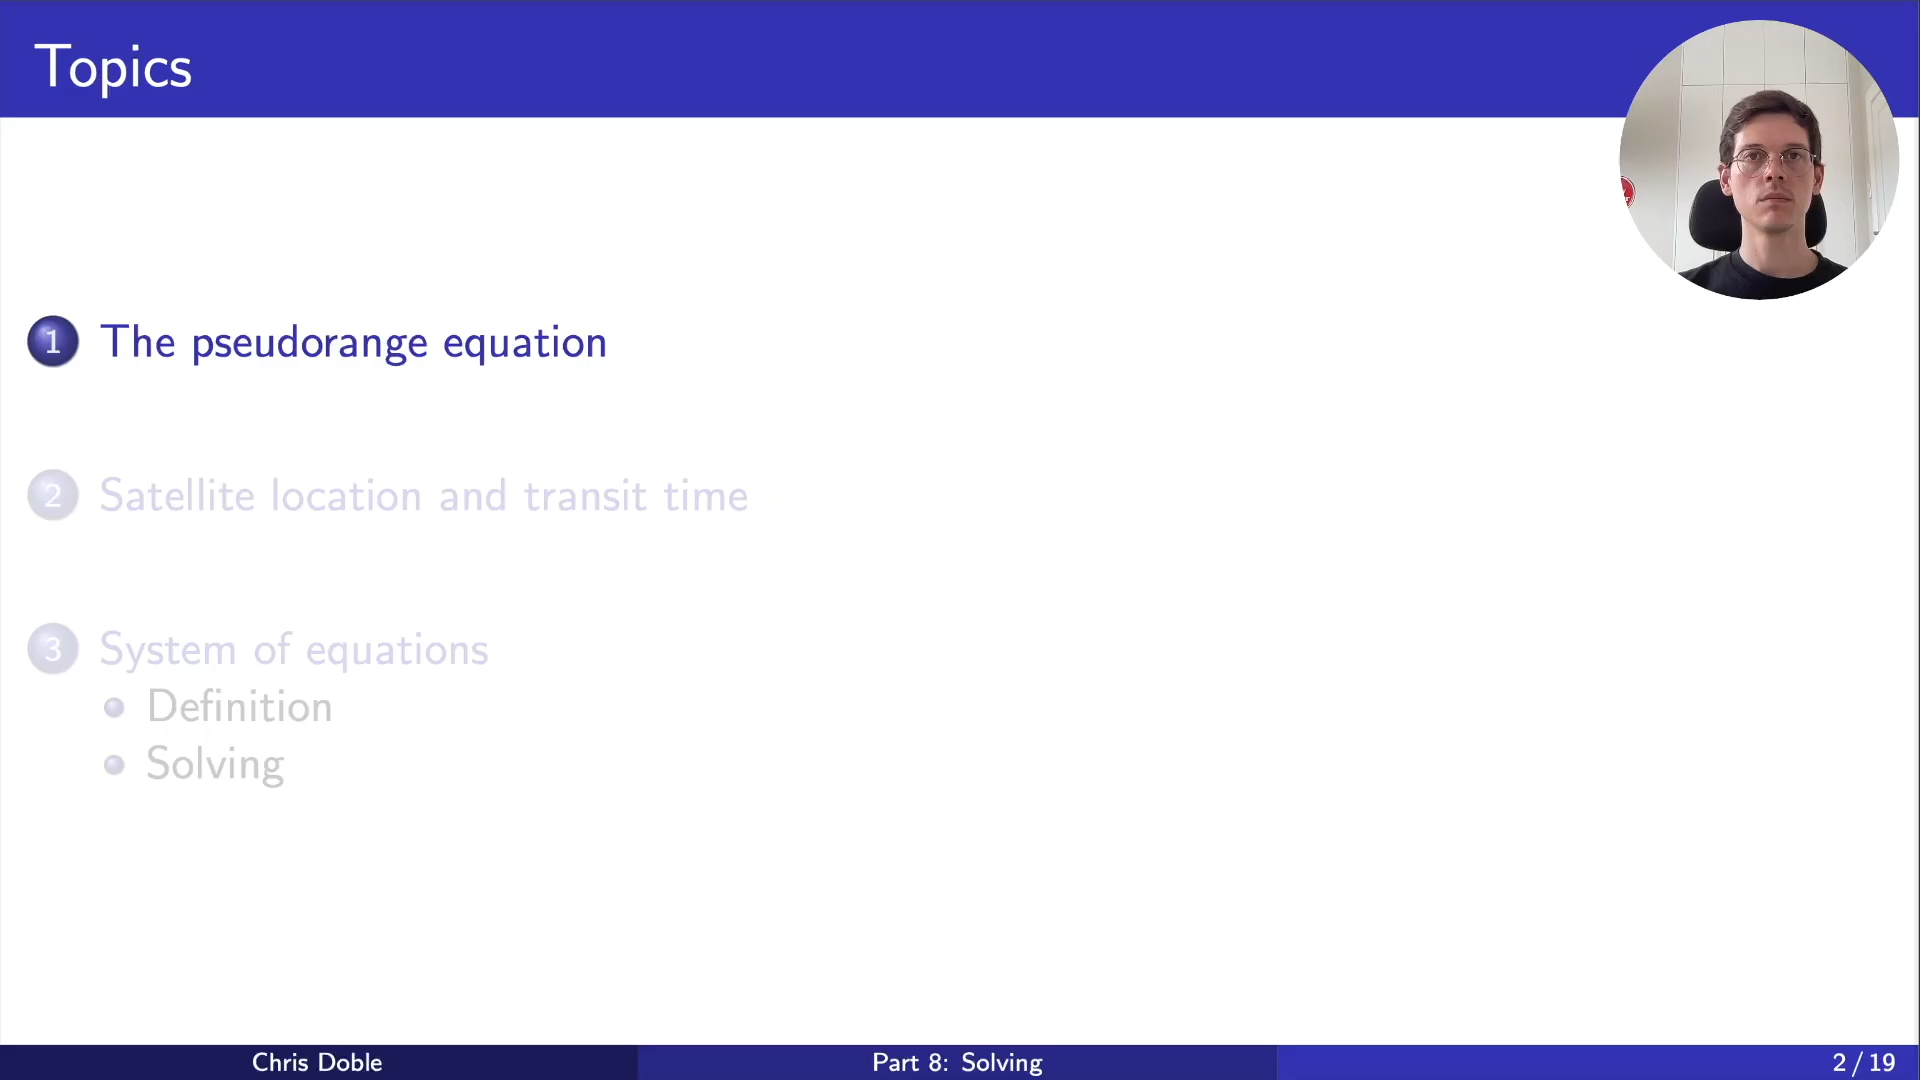 Topics
1 The pseudorange equation
2 Satellite location and transit time
3 System of equations
Definition
Solving
Chris Doble
Part 8: Solving
2 / 19